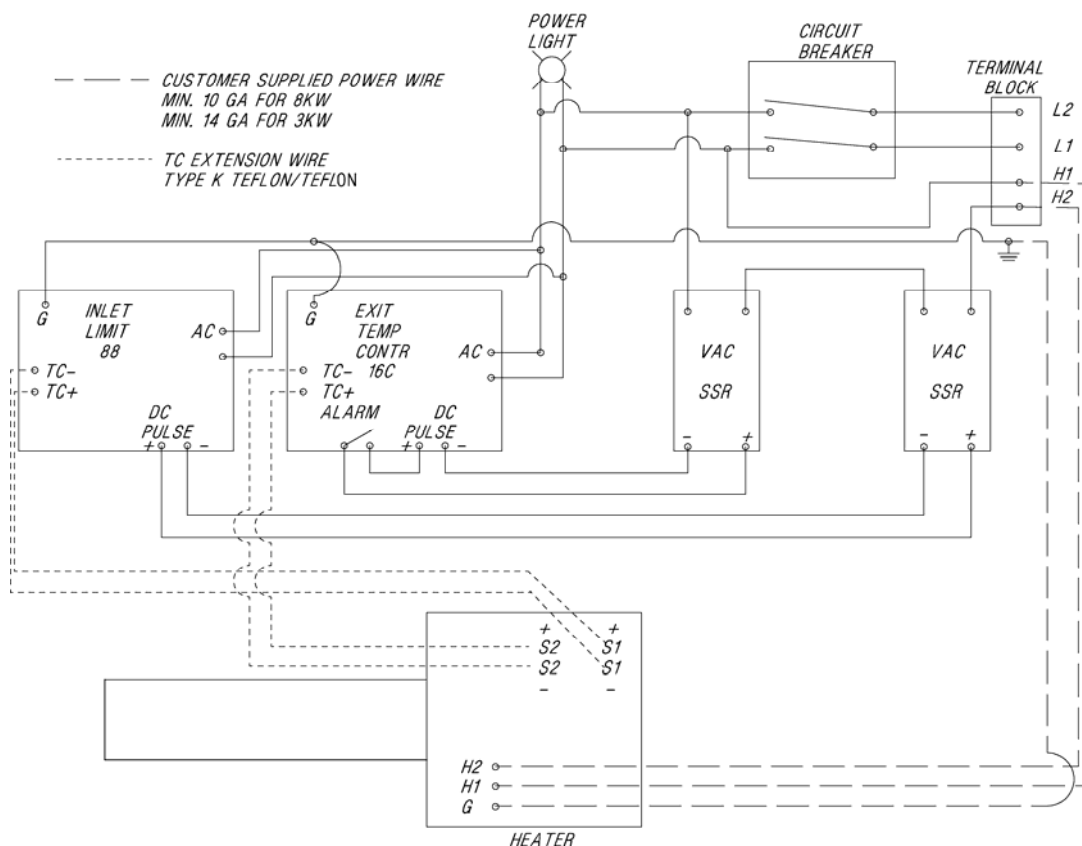 POWER
LIGHT
CIRCUIT
BREAKER
TERMINAL
BLOCK
L2
L1
H1
H2
CUSTOMER SUPPLIED POWER WIRE
MIN. 10 GA FOR 8KW
MIN. 14 GA FOR 3KW
TC EXTENSION WIRE
TYPE K TEFLON/TEFLON
G
INLET
LIMIT
88
AC
TC-
TC+
DC
PULSE
+ -
G
EXIT
TEMP
CONTR
16C
AC
TC-
TC+
ALARM
DC
PULSE
+ -
VAC
SSR
- +
VAC
SSR
- +
+ +
S2 S1
S2 S1
- -
H2
H1
G
HEATER